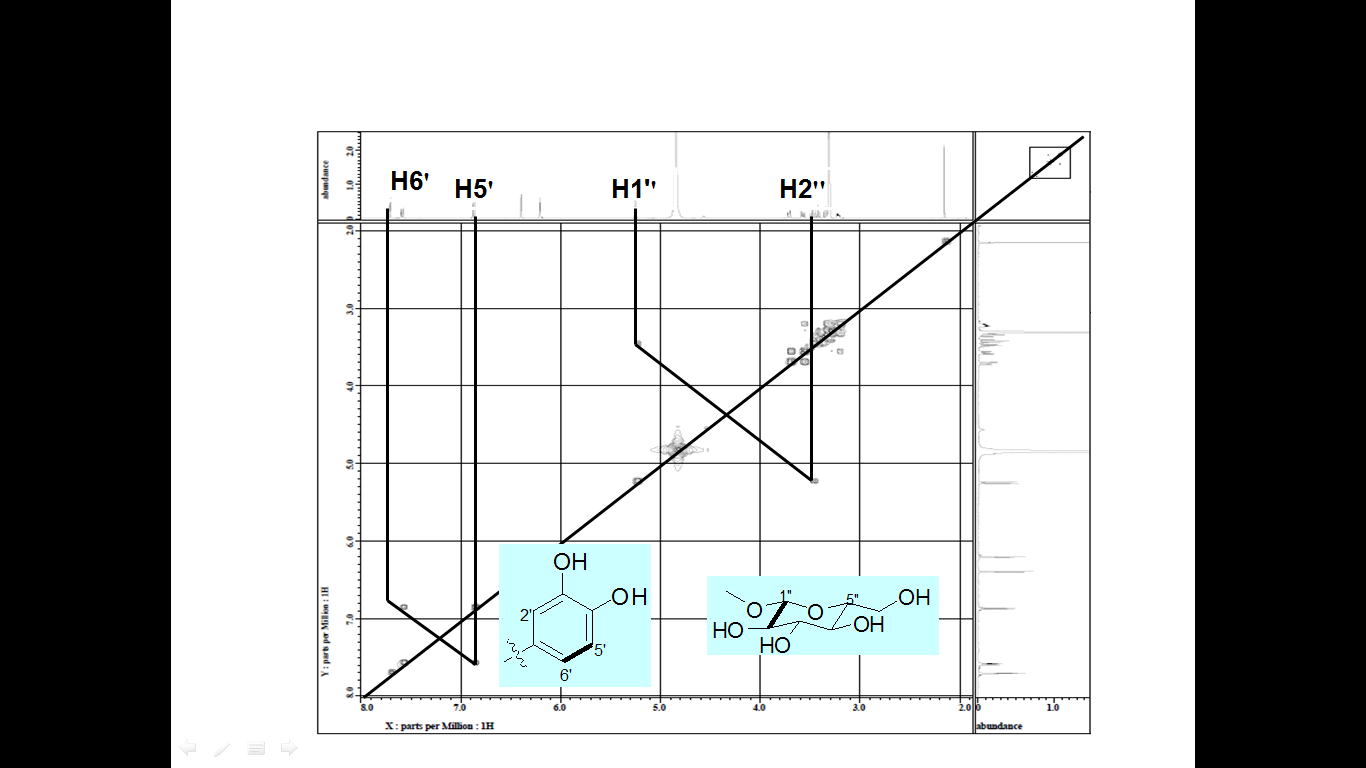 abundance
2.0
1.0
0
H6'
H5'
H1''
H2''
2.0
3.0
4.0
5.0
6.0
7.0
8.0
Y : parts per Million : 1H
OH
OH
2'
5'
6'
1"
5"
O
O
OH
HO
OH
HO
8.0 7.0 6.0 5.0 4.0 3.0 2.0 0 1.0
X : parts per Million : 1H
abundance